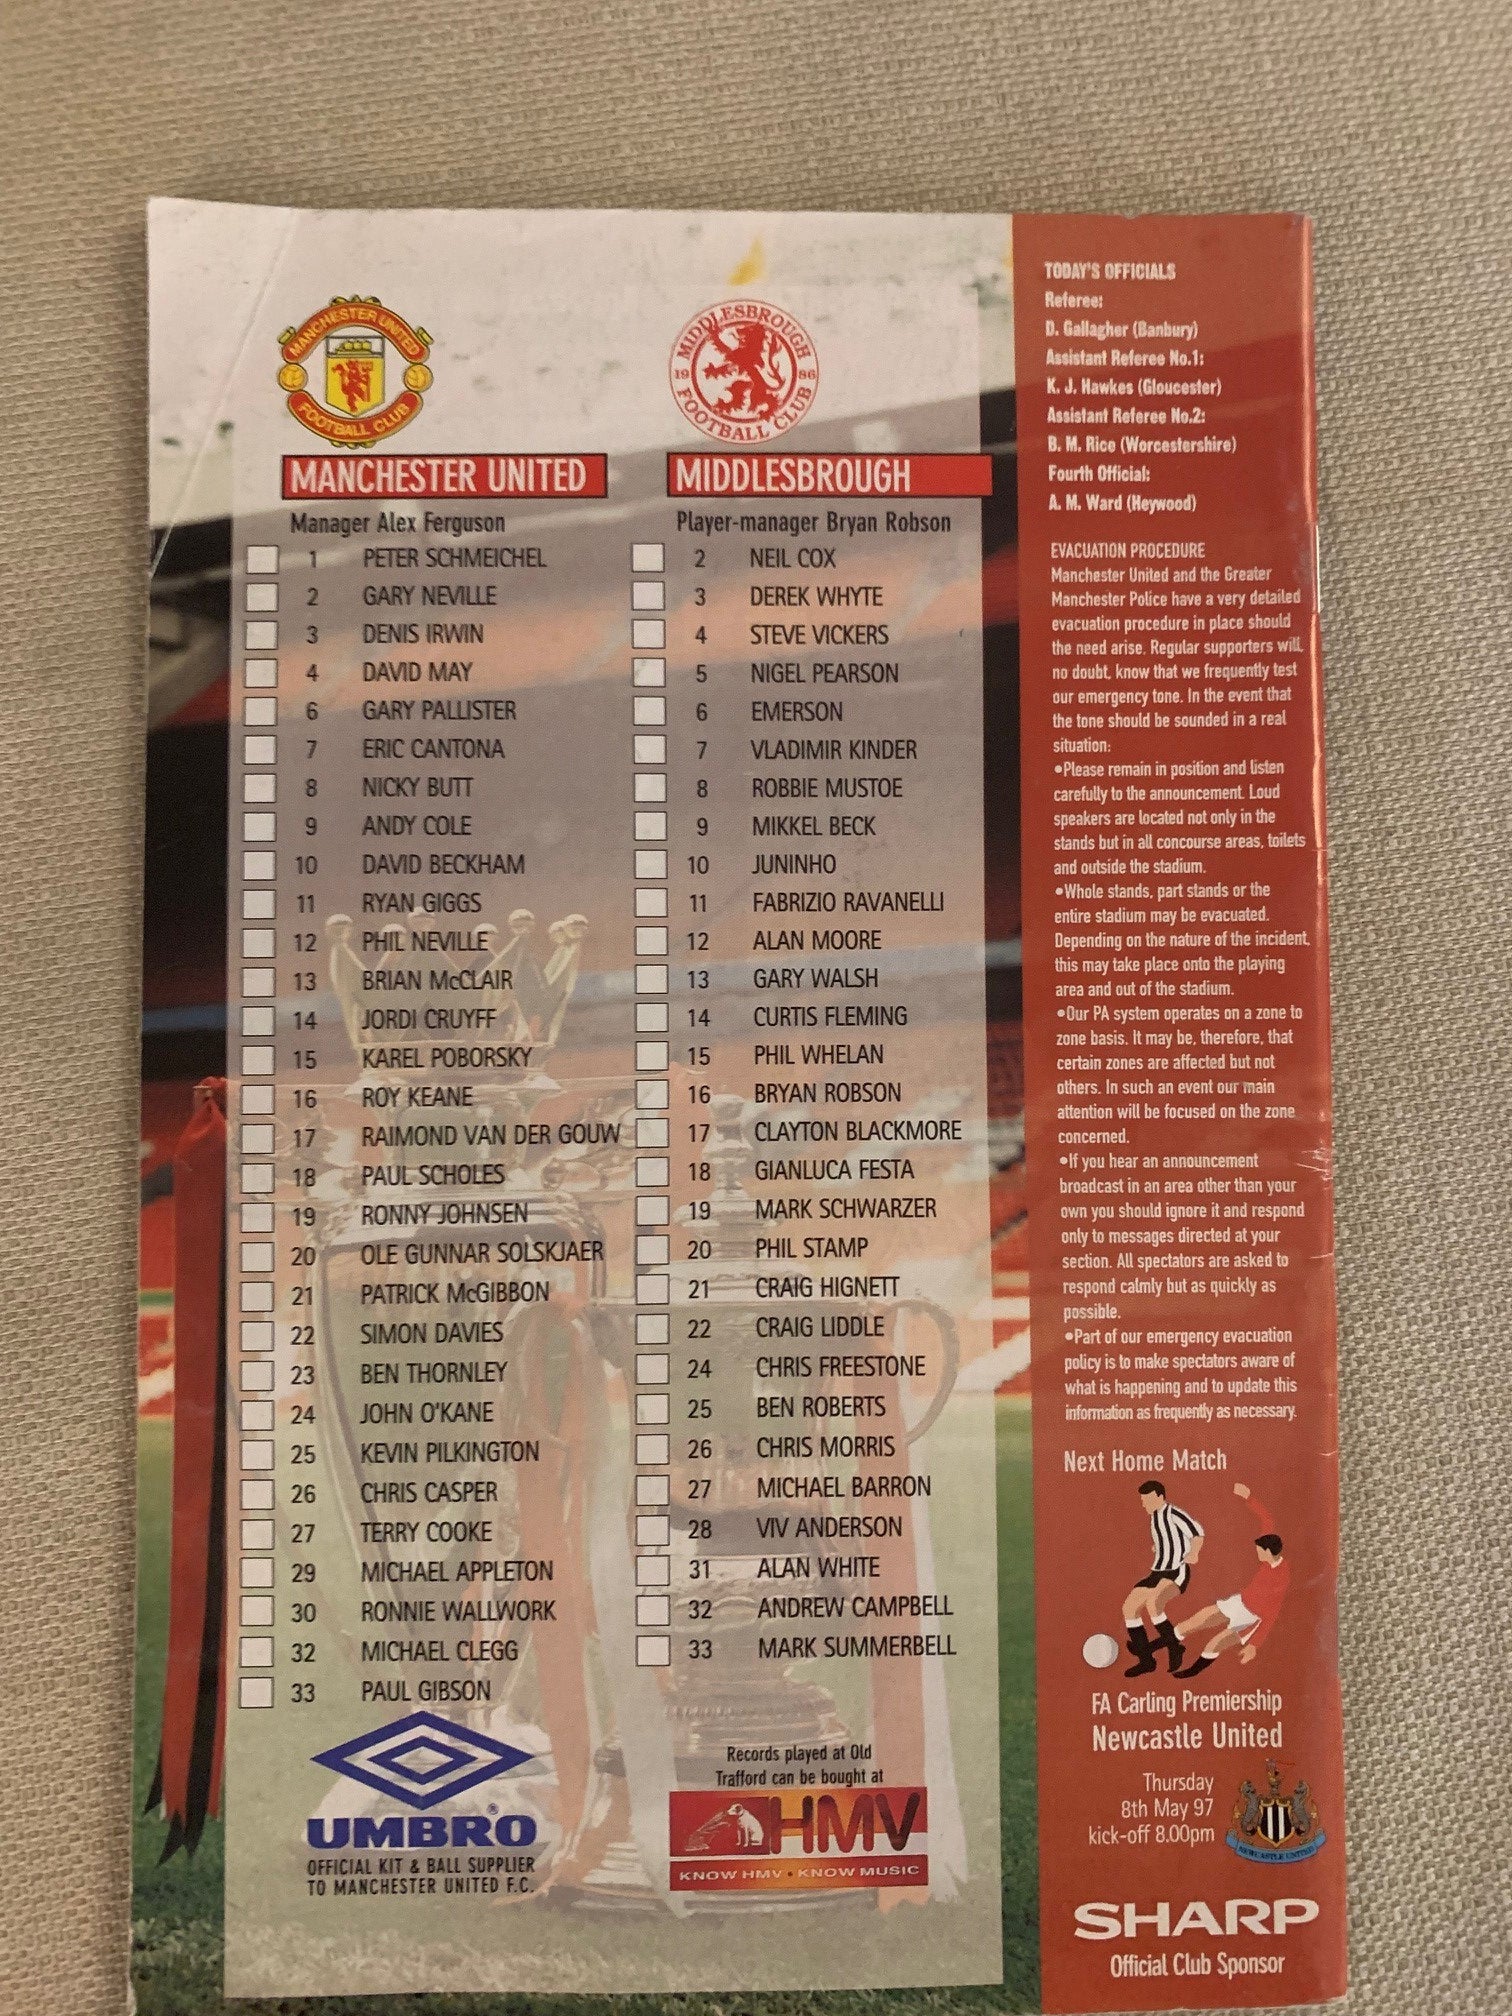 MANCHESTER UNITED
FOOTBALL CLUB
MANCHESTER UNITED
Manager Alex Ferguson
1 PETER SCHMEICHEL
2 GARY NEVILLE
3 DENIS IRWIN
4 DAVID MAY
6 GARY PALLISTER
7 ERIC CANTONA
8 NICKY BUTT
9 ANDY COLE
10 DAVID BECKHAM
11 RYAN GIGGS
12 PHIL NEVILLE
13 BRIAN McCLAIR
14 JORDI CRUYFF
15 KAREL POBORSKY
16 ROY KEANE
17 RAIMOND VAN DER GOUW
18 PAUL SCHOLES
19 RONNY JOHNSEN
20 OLE GUNNAR SOLSKJAER
21 PATRICK McGIBBON
22 SIMON DAVIES
23 BEN THORNLEY
24 JOHN O'KANE
25 KEVIN PILKINGTON
26 CHRIS CASPER
27 TERRY COOKE
29 MICHAEL APPLETON
30 RONNIE WALLWORK
32 MICHAEL CLEGG
33 PAUL GIBSON
UMBRO®
OFFICIAL KIT & BALL SUPPLIER
TO MANCHESTER UNITED F.C.
MIDDLESBROUGH
1986
FOOTBALL CLUB
MIDDLESBROUGH
Player-manager Bryan Robson
2 NEIL COX
3 DEREK WHYTE
4 STEVE VICKERS
5 NIGEL PEARSON
6 EMERSON
7 VLADIMIR KINDER
8 ROBBIE MUSTOE
9 MIKKEL BECK
10 JUNINHO
11 FABRIZIO RAVANELLI
12 ALAN MOORE
13 GARY WALSH
14 CURTIS FLEMING
15 PHIL WHELAN
16 BRYAN ROBSON
17 CLAYTON BLACKMORE
18 GIANLUCA FESTA
19 MARK SCHWARZER
20 PHIL STAMP
21 CRAIG HIGNETT
22 CRAIG LIDDLE
24 CHRIS FREESTONE
25 BEN ROBERTS
26 CHRIS MORRIS
27 MICHAEL BARRON
28 VIV ANDERSON
31 ALAN WHITE
32 ANDREW CAMPBELL
33 MARK SUMMERBELL
Records played at Old
Trafford can be bought at
HMV
KNOW HMV • KNOW MUSIC
TODAY'S OFFICIALS
Referee:
D. Gallagher (Banbury)
Assistant Referee No.1:
K. J. Hawkes (Gloucester)
Assistant Referee No.2:
B. M. Rice (Worcestershire)
Fourth Official:
A. M. Ward (Heywood)
EVACUATION PROCEDURE
Manchester United and the Greater
Manchester Police have a very detailed
evacuation procedure in place should
the need arise. Regular supporters will,
no doubt, know that we frequently test
our emergency tone. In the event that
the tone should be sounded in a real
situation:
•Please remain in position and listen
carefully to the announcement. Loud
speakers are located not only in the
stands but in all concourse areas, toilets
and outside the stadium.
•Whole stands, part stands or the
entire stadium may be evacuated.
Depending on the nature of the incident,
this may take place onto the playing
area and out of the stadium.
•Our PA system operates on a zone to
zone basis. It may be, therefore, that
certain zones are affected but not
others. In such an event our main
attention will be focused on the zone
concerned.
•If you hear an announcement
broadcast in an area other than your
own you should ignore it and respond
only to messages directed at your
section. All spectators are asked to
respond calmly but as quickly as
possible.
•Part of our emergency evacuation
policy is to make spectators aware of
what is happening and to update this
information as frequently as necessary.
Next Home Match
FA Carling Premiership
Newcastle United
Thursday
8th May 97
kick-off 8.00pm
NEWCASTLE UNITED
SHARP
Official Club Sponsor